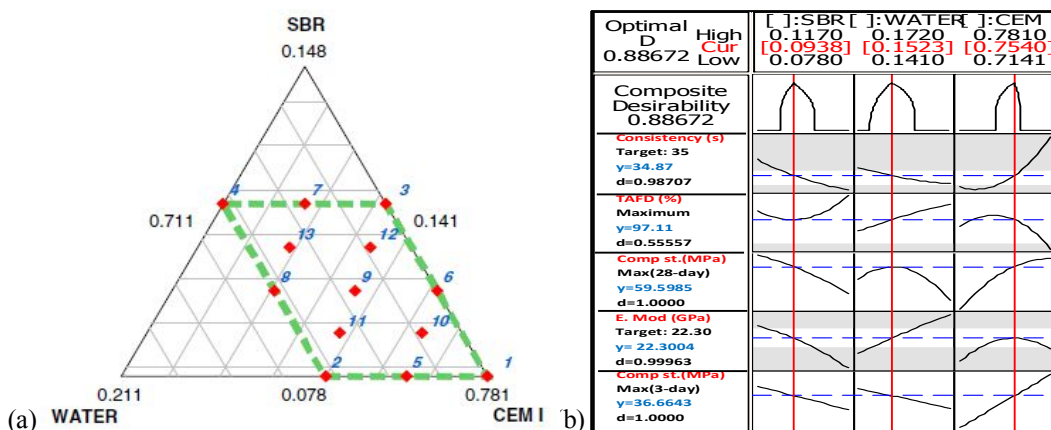 SBR
0.148
4
7
3
0.711
0.141
13
12
8
9
6
11
10
2
5
1
0.211
0.078
0.781
(a)
WATER
CEM I
b)
Optimal
D
0.88672
High
Cur
Low
[ ]:SBR
[ ]:WATER
[ ]:CEM
0.1170
0.1720
0.7810
[0.0938]
[0.1523]
[0.7540]
0.0780
0.1410
0.7141
Composite
Desirability
0.88672
Consistency (s)
Target: 35
y=34.87
d=0.98707
TAFD (%)
Maximum
y=97.11
d=0.55557
Comp st.(MPa)
Max(28-day)
y=59.5985
d=1.0000
E. Mod (GPa)
Target: 22.30
y= 22.3004
d=0.99963
Comp st.(MPa)
Max(3-day)
y=36.6643
d=1.0000